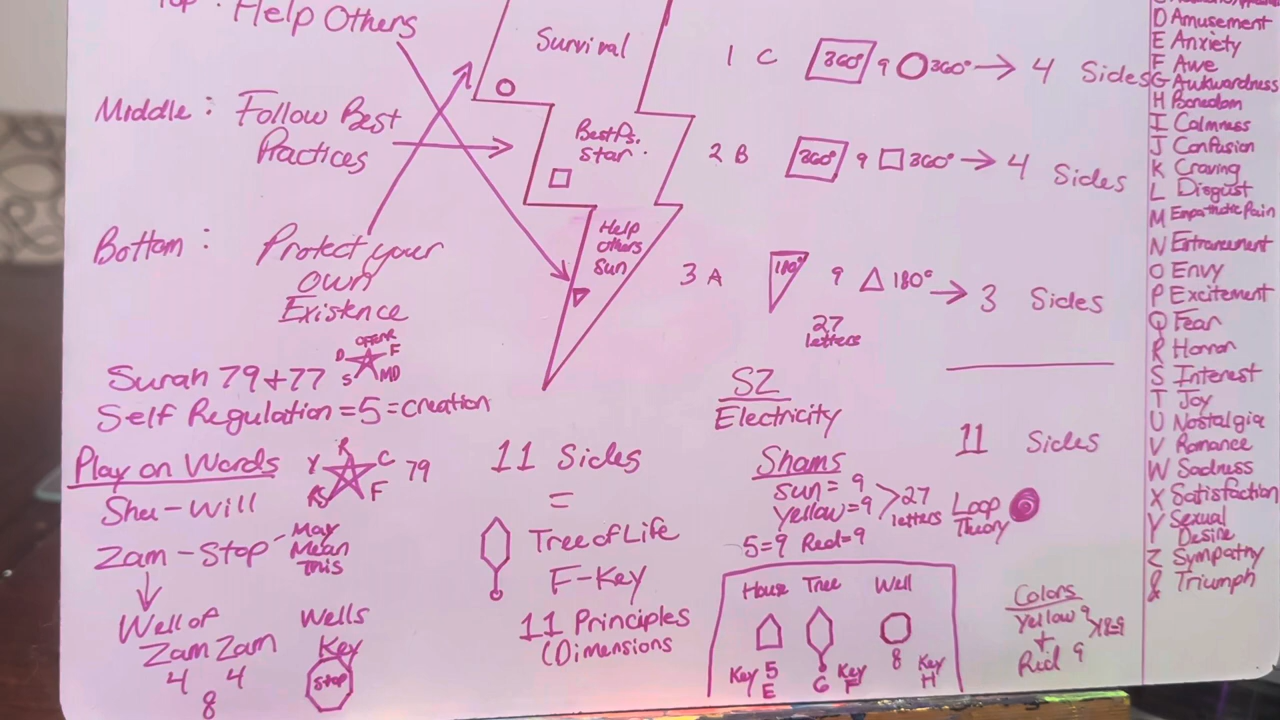 Top : Help Others
Middle : Follow Best
Practices
Bottom : Protect your
Own
Existence
Surah 79+77
OFFENR
D F
S MD
Self Regulation = 5 = creation
Play on Words
R
Y C 79
F
Shu-Will
Zam - Stop - May
Mean
This
Well of
Zam Zam
4 4
8
Wells
Key
Stop
Survival
Best Ps.
Star.
Help
Others
Sun
11 Sides
=
Tree of Life
F-Key
11 Principles
(Dimensions
1 C 360° 9 360° → 4 Sides
2 B 360° 9 360° → 4 Sides
3 A 180° 9 180° → 3 Sides
27
letters
11 Sides
SZ
Electricity
Shams
sun = 9
yellow = 9 > 27
letters
5=9 Red=9
Loop
Theory
House Tree Well
Key 5
E
6 Key
F
8 Key
H
Colors
Yellow 9
+ >18=9
Red 9
D Amusement
E Anxiety
F Awe
G Awkwardness
H Boredom
I Calmness
J Confusion
K Craving
L Disgust
M Empathetic Pain
N Entrancement
O Envy
P Excitement
Q Fear
R Horror
S Interest
T Joy
U Nostalgia
V Romance
W Sadness
X Satisfaction
Y Sexual
Desire
Z Sympathy
& Triumph